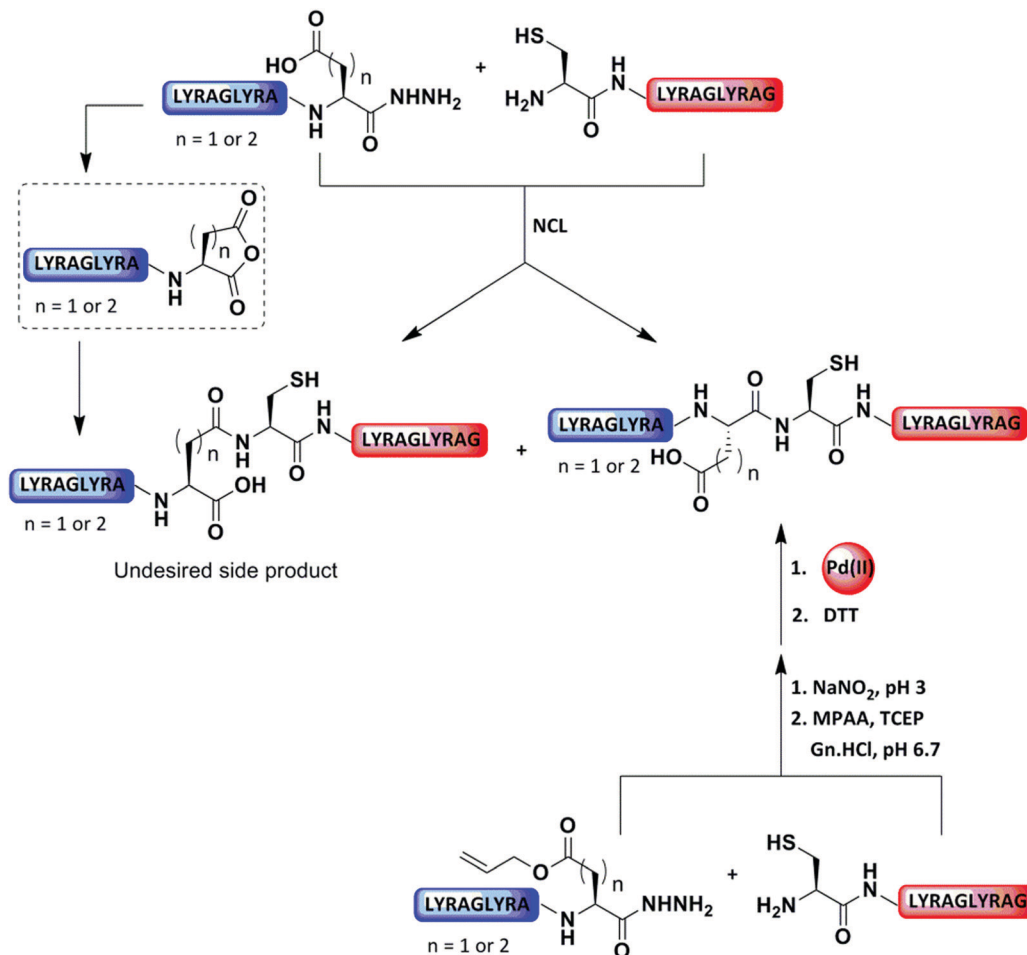 O
HO
( )n
HS
+
LYRAGLYRA
NHNH2
N
H
O
H2N
H
N
O
LYRAGLYRAG
n = 1 or 2
NCL
O
( )n
O
LYRAGLYRA
N
H
O
n = 1 or 2
SH
O
( )n
N
H
H
N
O
LYRAGLYRAG
LYRAGLYRA
N
H
OH
O
n = 1 or 2
Undesired side product
+
SH
H
N
O
H
N
LYRAGLYRA
N
H
O
LYRAGLYRAG
n = 1 or 2
HO
( )n
O
1. Pd(II)
2. DTT
1. NaNO2, pH 3
2. MPAA, TCEP
Gn.HCl, pH 6.7
O
O
( )n
HS
+
LYRAGLYRA
NHNH2
N
H
O
H2N
H
N
O
LYRAGLYRAG
n = 1 or 2